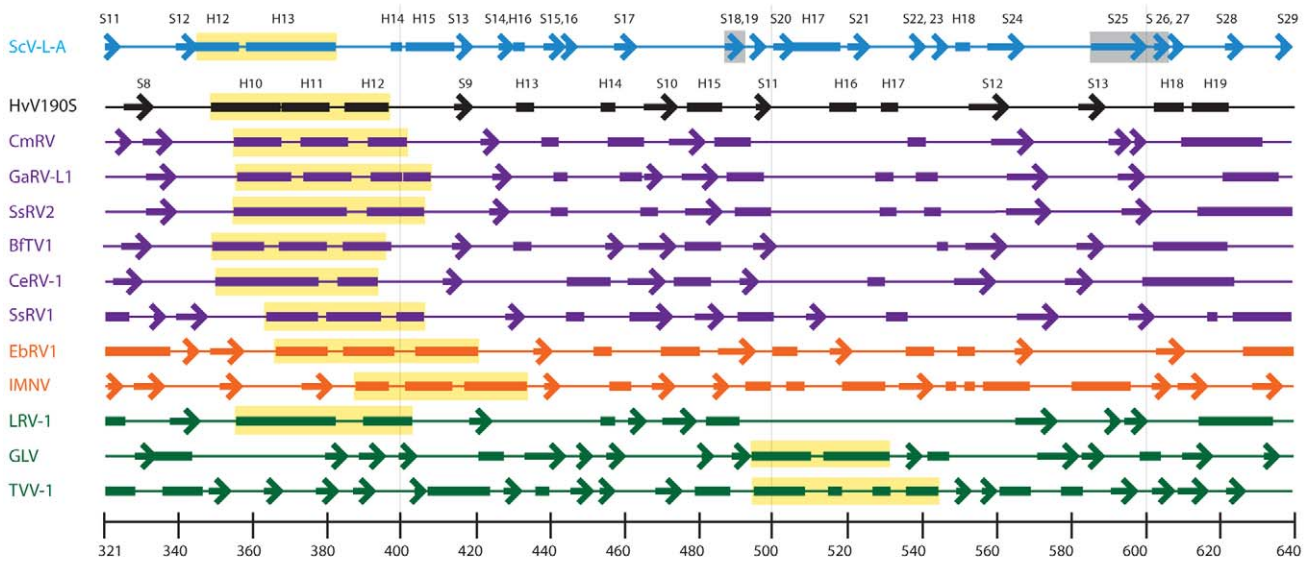 S11 S12 H12 H13 H14 H15 S13 S14,H16 S15,16 S17 S18,19 S20 H17 S21 S22, 23 H18 S24 S25 S 26, 27 S28 S29
ScV-L-A
S8 H10 H11 H12 S9 H13 H14 S10 H15 S11 H16 H17 S12 S13 H18 H19
HvV190S
CmRV
GaRV-L1
SsRV2
BfTV1
CeRV-1
SsRV1
EbRV1
IMNV
LRV-1
GLV
TVV-1
321 340 360 380 400 420 440 460 480 500 520 540 560 580 600 620 640